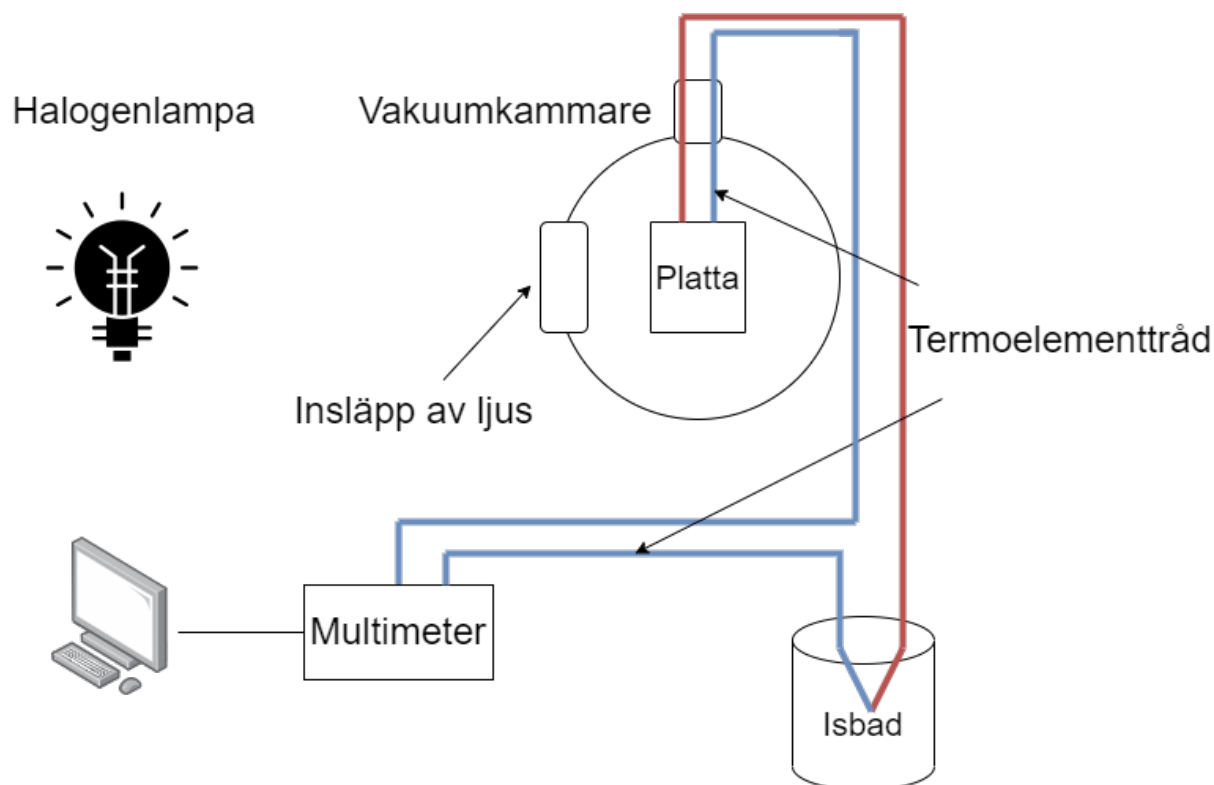 Halogenlampa
Vakuumkammare
Platta
Termoelementtråd
Insläpp av ljus
Multimeter
Isbad